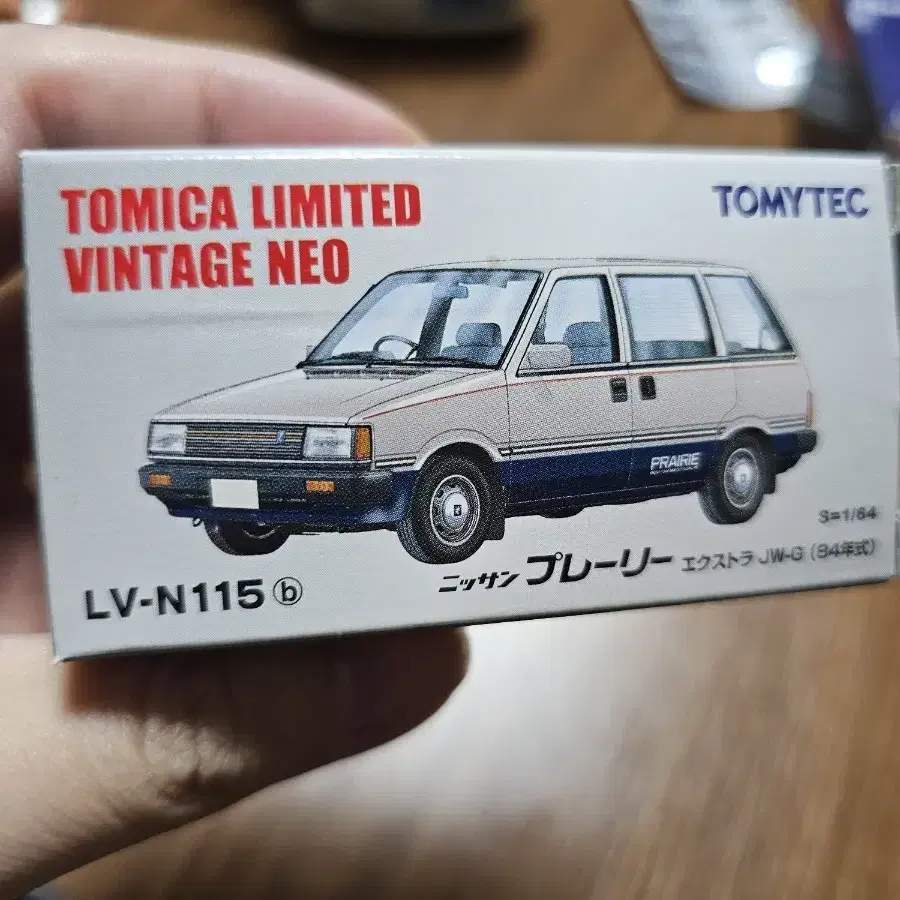 TOMICA LIMITED
VINTAGE NEO
TOMYTEC
PRAIRIE
S=1/64
ニッサン プレーリー エクストラ JW-G (84年式)
LV-N115 ⓑ